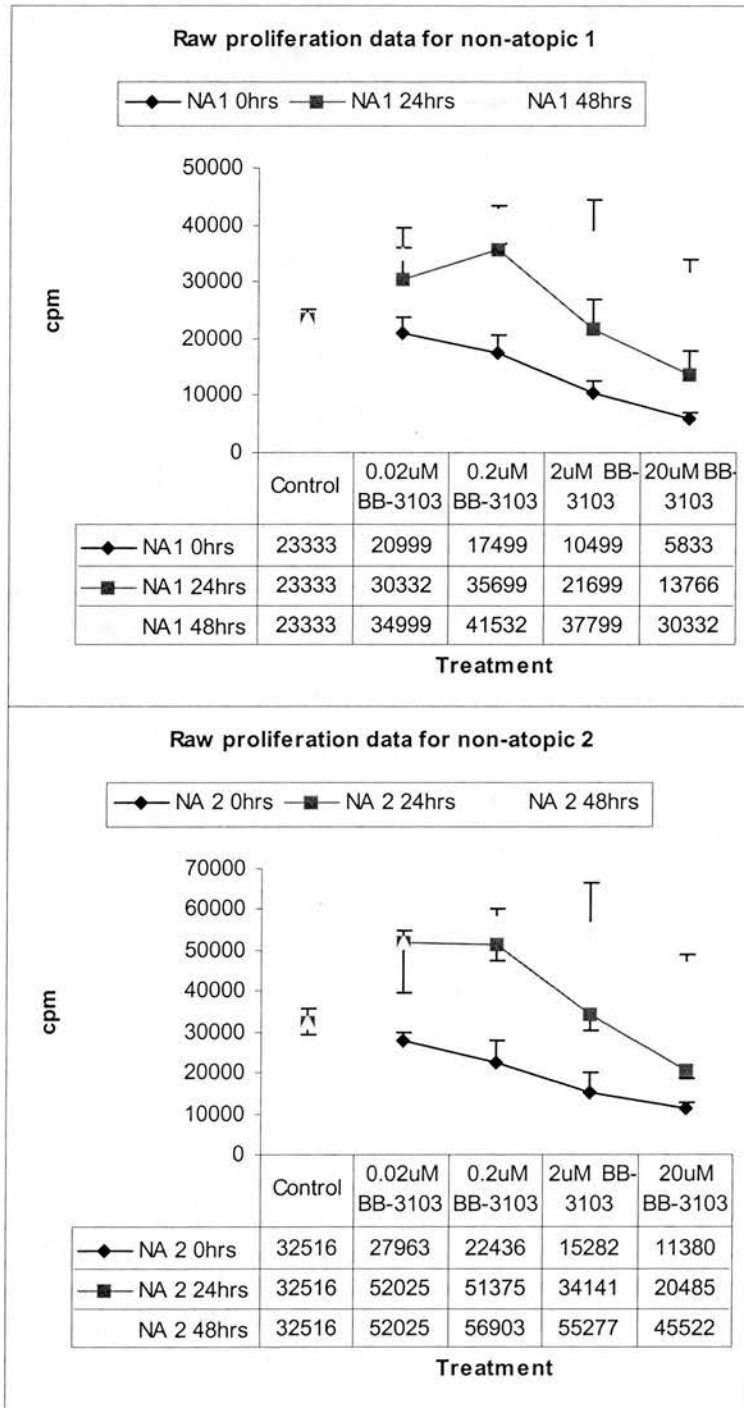 Raw proliferation data for non-atopic 1
NA1 0hrs NA1 24hrs NA1 48hrs
50000
40000
30000
20000
10000
0
cpm
Control 0.02uM BB-3103 0.2uM BB-3103 2uM BB-3103 20uM BB-3103
NA1 0hrs 23333 20999 17499 10499 5833
NA1 24hrs 23333 30332 35699 21699 13766
NA1 48hrs 23333 34999 41532 37799 30332
Treatment
Raw proliferation data for non-atopic 2
NA 2 0hrs NA 2 24hrs NA 2 48hrs
70000
60000
50000
40000
30000
20000
10000
0
cpm
Control 0.02uM BB-3103 0.2uM BB-3103 2uM BB-3103 20uM BB-3103
NA 2 0hrs 32516 27963 22436 15282 11380
NA 2 24hrs 32516 52025 51375 34141 20485
NA 2 48hrs 32516 52025 56903 55277 45522
Treatment